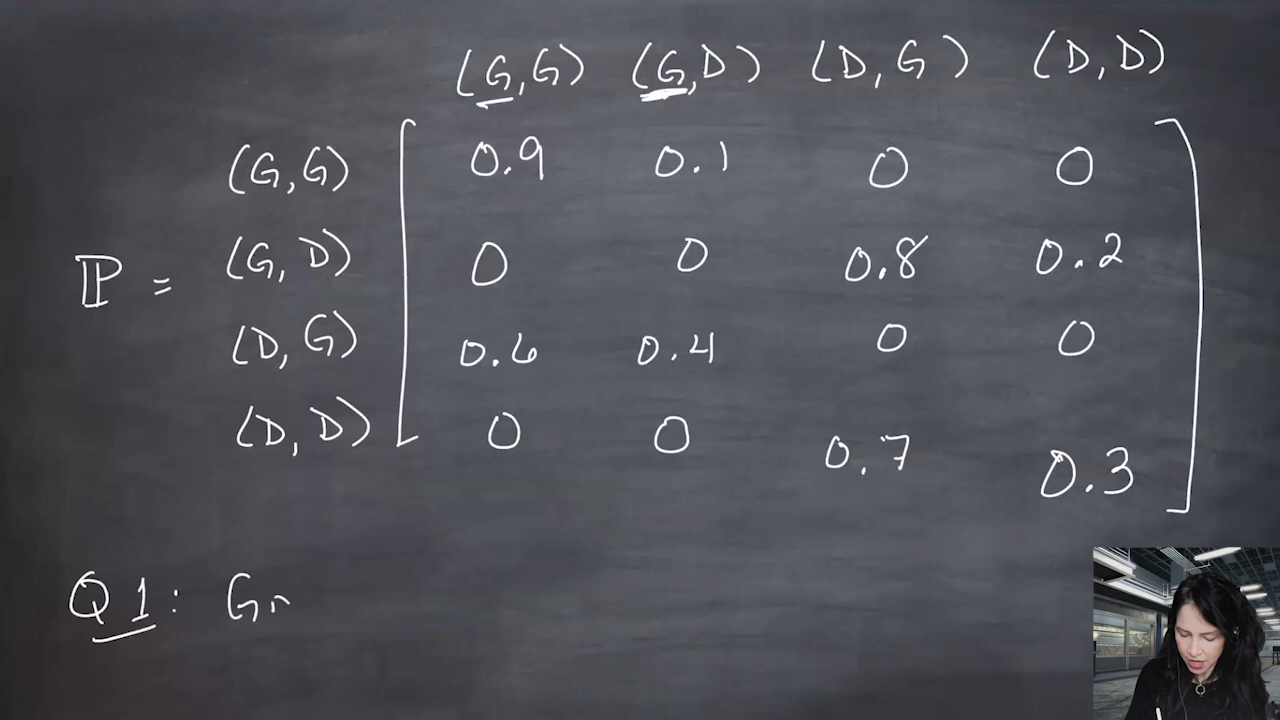 (G,G) (G,D) (D,G) (D,D)
(G,G) 0.9 0.1 0 0
ℙ = (G,D) 0 0 0.8 0.2
(D,G) 0.6 0.4 0 0
(D,D) 0 0 0.7 0.3
Q1: